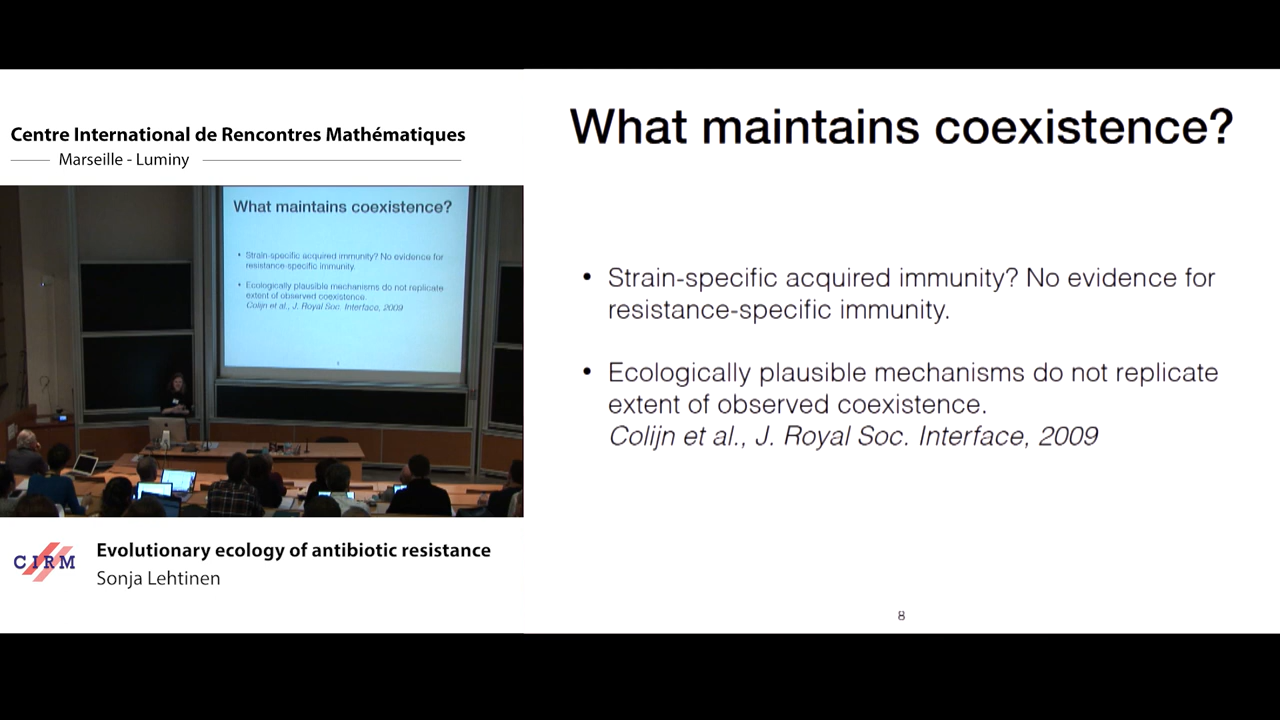 Centre International de Rencontres Mathématiques
Marseille - Luminy
What maintains coexistence?
• Strain-specific acquired immunity? No evidence for
resistance-specific immunity.
• Ecologically plausible mechanisms do not replicate
extent of observed coexistence.
Colijn et al., J. Royal Soc. Interface, 2009
CIRM
Evolutionary ecology of antibiotic resistance
Sonja Lehtinen
What maintains coexistence?
• Strain-specific acquired immunity? No evidence for
resistance-specific immunity.
• Ecologically plausible mechanisms do not replicate
extent of observed coexistence.
Colijn et al., J. Royal Soc. Interface, 2009
8